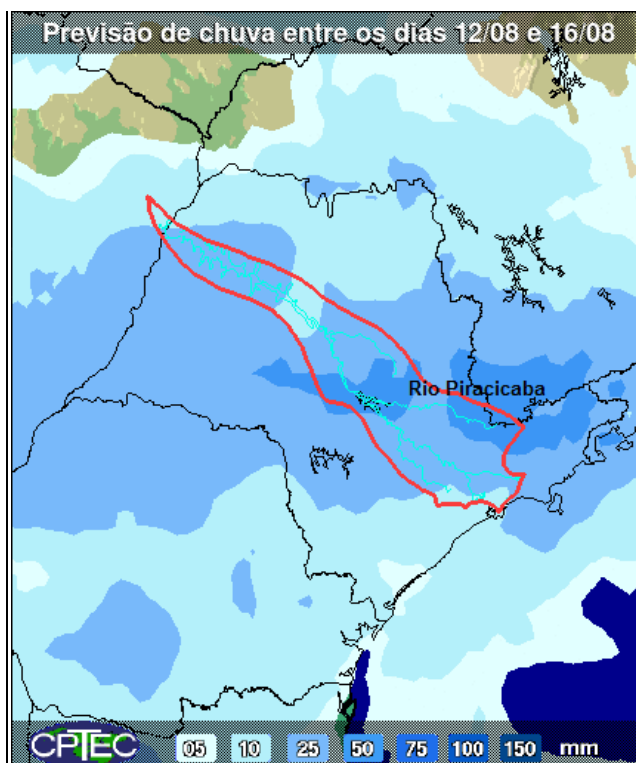 Previsão de chuva entre os dias 12/08 e 16/08
Rio Piracicaba
CPTEC 05 10 25 50 75 100 150 mm